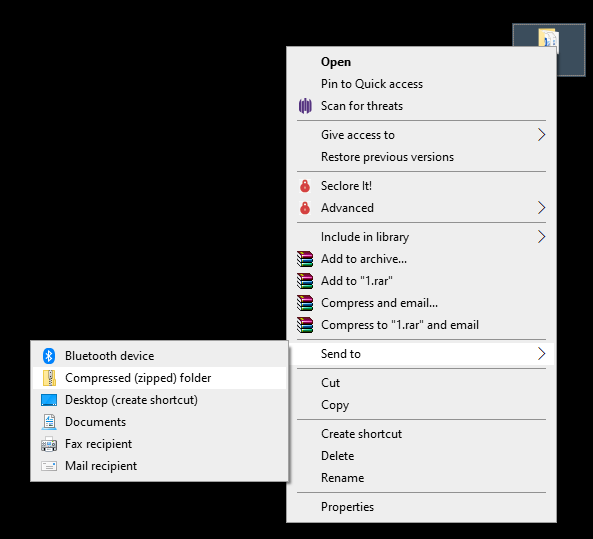 Open
Pin to Quick access
Scan for threats
Give access to
Restore previous versions
Seclore It!
Advanced
Include in library
Add to archive...
Add to "1.rar"
Compress and email...
Compress to "1.rar" and email
Send to
Cut
Copy
Create shortcut
Delete
Rename
Properties
Bluetooth device
Compressed (zipped) folder
Desktop (create shortcut)
Documents
Fax recipient
Mail recipient